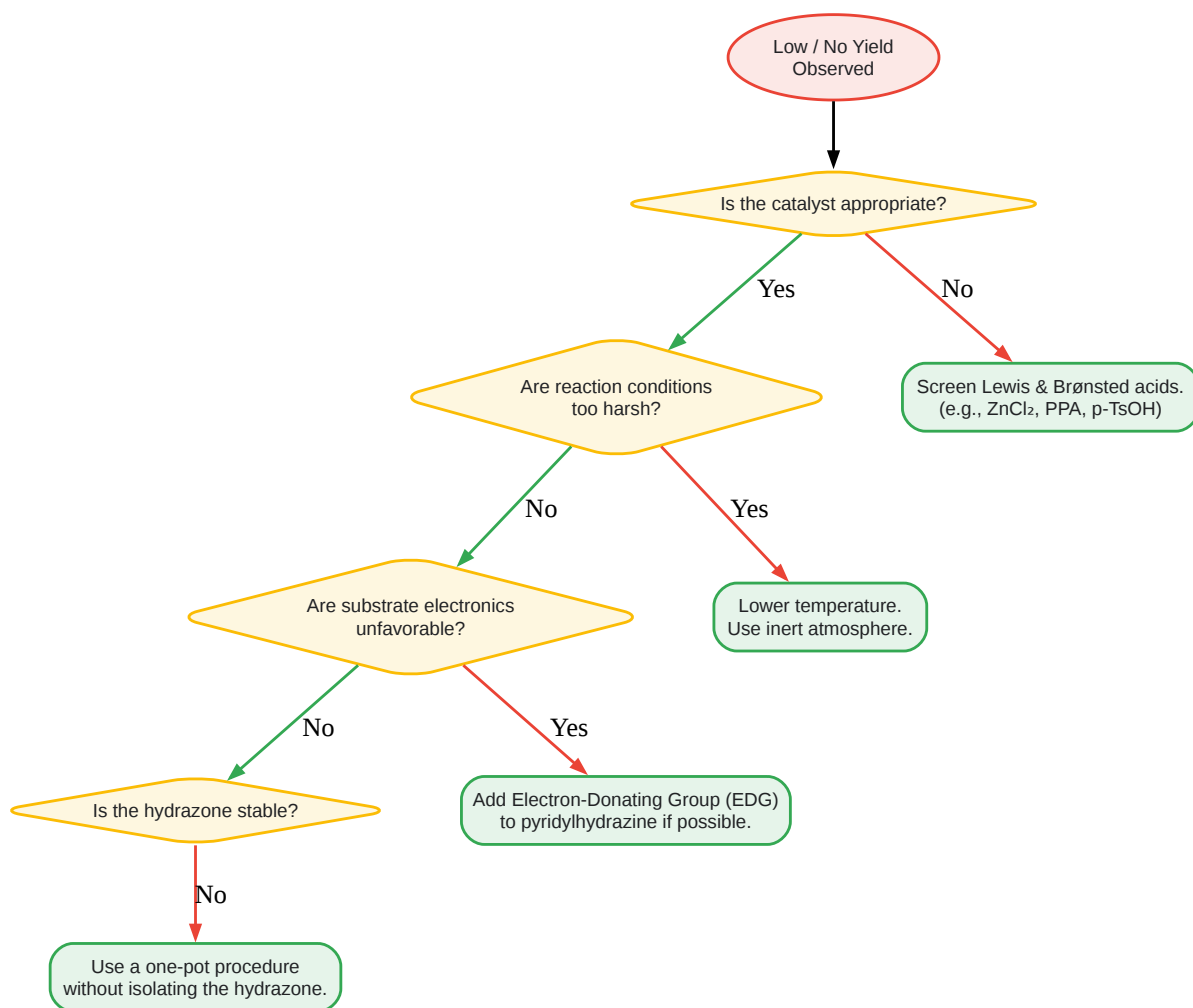 Low / No Yield
Observed
Is the catalyst appropriate?
Yes
No
Are reaction conditions
too harsh?
Screen Lewis & Brønsted acids.
(e.g., ZnCl₂, PPA, p-TsOH)
No
Yes
Are substrate electronics
unfavorable?
Lower temperature.
Use inert atmosphere.
No
Yes
Is the hydrazone stable?
Add Electron-Donating Group (EDG)
to pyridylhydrazine if possible.
No
Use a one-pot procedure
without isolating the hydrazone.